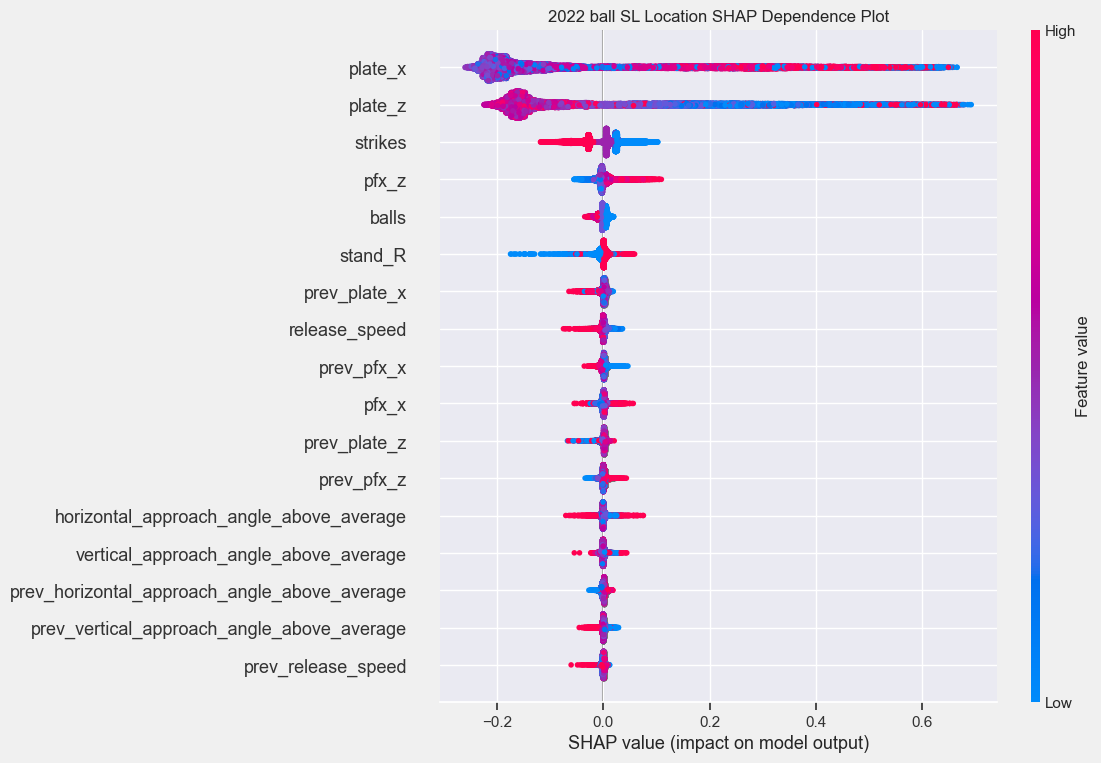 2022 ball SL Location SHAP Dependence Plot
High
plate_x
plate_z
strikes
pfx_z
balls
stand_R
prev_plate_x
release_speed
prev_pfx_x
pfx_x
prev_plate_z
prev_pfx_z
horizontal_approach_angle_above_average
vertical_approach_angle_above_average
prev_horizontal_approach_angle_above_average
prev_vertical_approach_angle_above_average
prev_release_speed
Feature value
Low
−0.2 0.0 0.2 0.4 0.6
SHAP value (impact on model output)